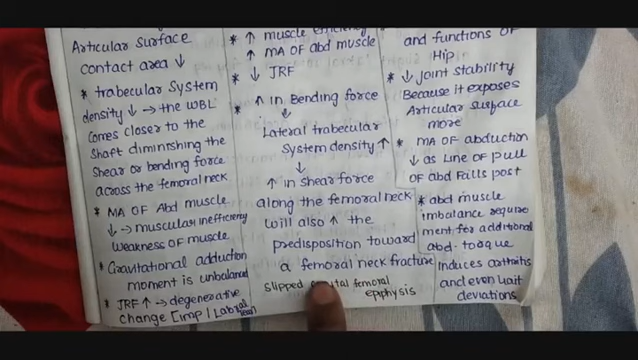 Articular surface
contact area ↓
* trabecular system
density ↓ → the WBL
comes closer to the
shaft diminishing the
shear or bending force
across the femoral neck
* MA OF Abd muscle
↓ → muscular inefficiency
weakness of muscle
* Gravitational adduction
moment is unbalanced
* JRF ↑ → degenerative
change [imp / Labral
tear]
* ↑ muscle efficiency
↑ MA OF abd muscle
* ↓ JRF
* ↑ in Bending force
↓
Lateral trabecular
system density ↑
↓
↑ in shear force
along the femoral neck
will also ↑ the
predisposition toward
a femoral neck fracture
slipped femoral
epiphysis
and functions of
Hip
* ↓ Joint stability
Because it exposes
Articular surface
more
* MA OF abduction
↓ as Line of pull
of abd Falls post
* abd muscle
imbalance require
ment for additional
abd- torque
Induces arthritis
and even Gait
deviations